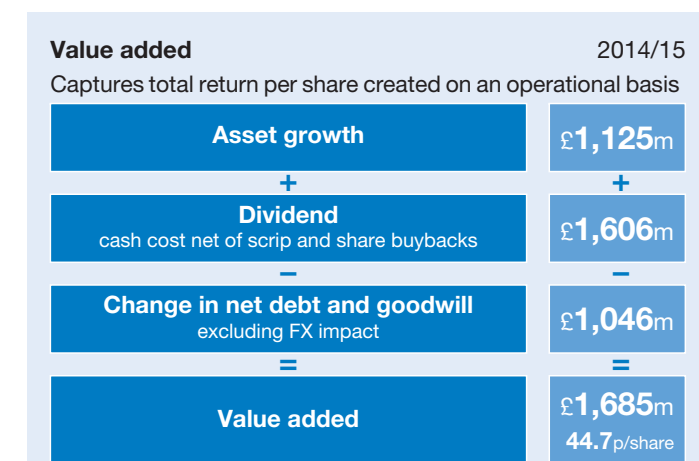 Value added 2014/15
Captures total return per share created on an operational basis
Asset growth £1,125m
+ +
Dividend
cash cost net of scrip and share buybacks
£1,606m
– –
Change in net debt and goodwill
excluding FX impact
£1,046m
= =
Value added
£1,685m
44.7p/share